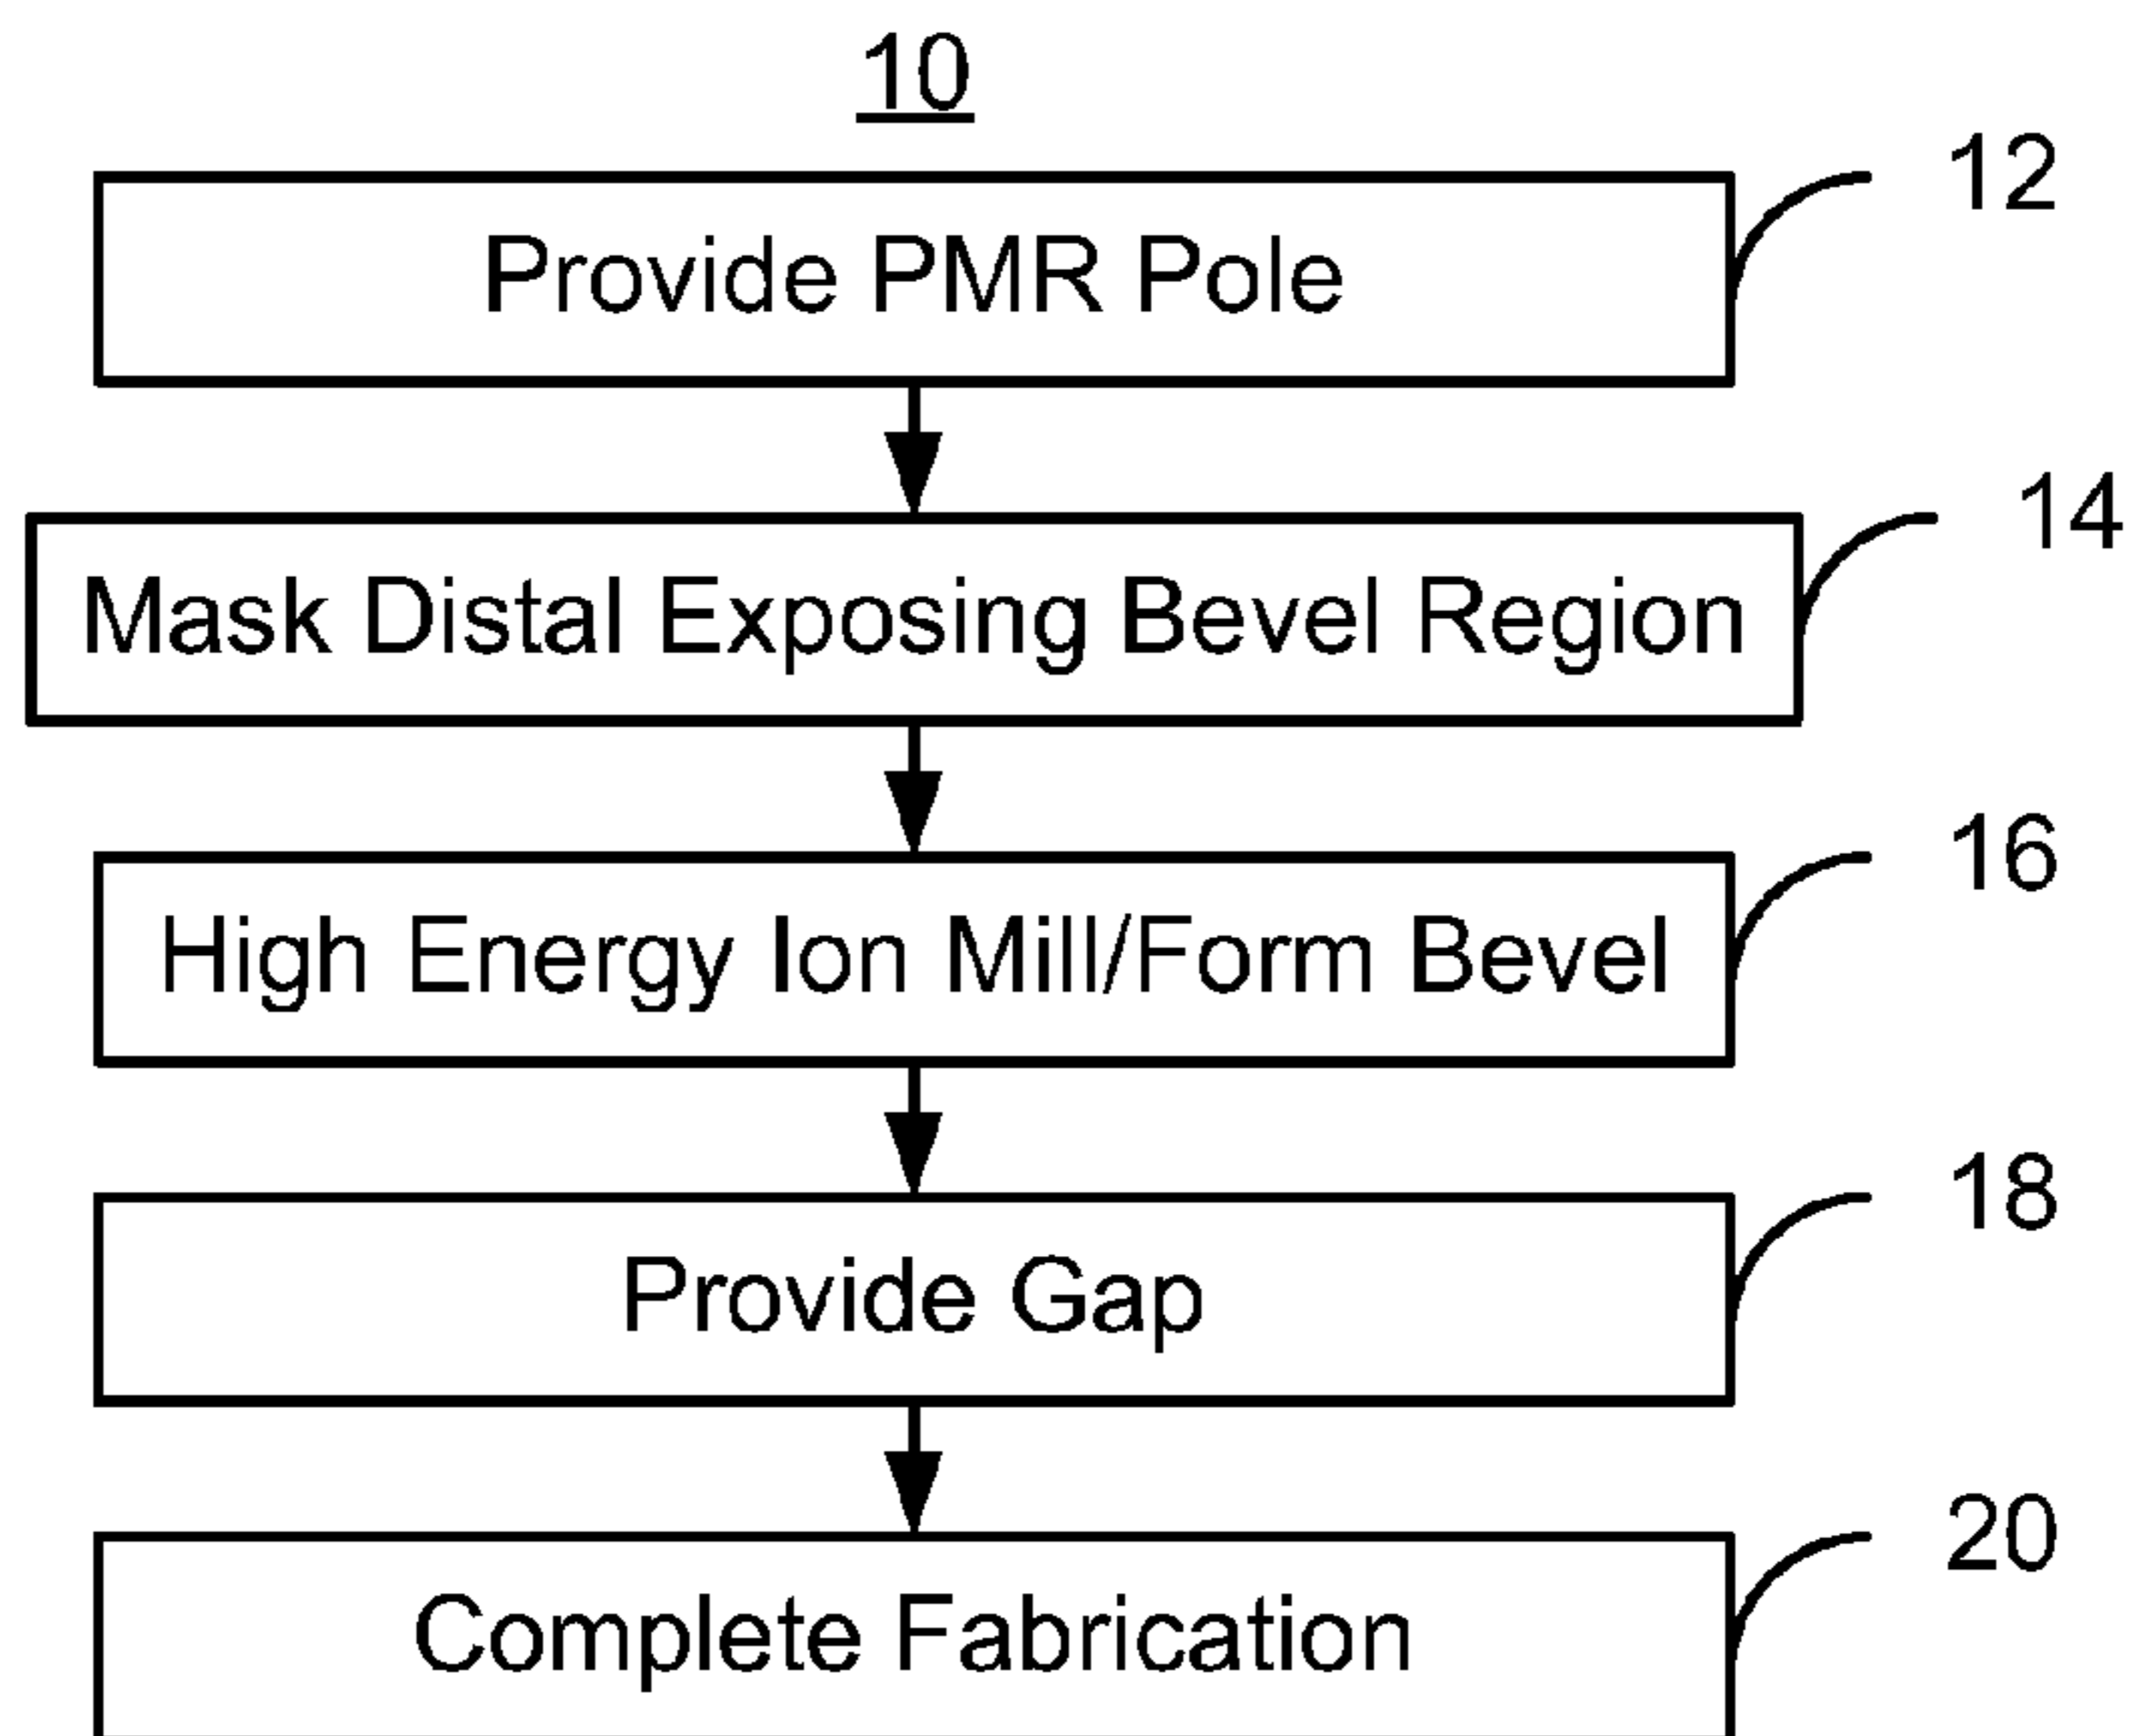 10
Provide PMR Pole
12
Mask Distal Exposing Bevel Region
14
High Energy Ion Mill/Form Bevel
16
Provide Gap
18
Complete Fabrication
20